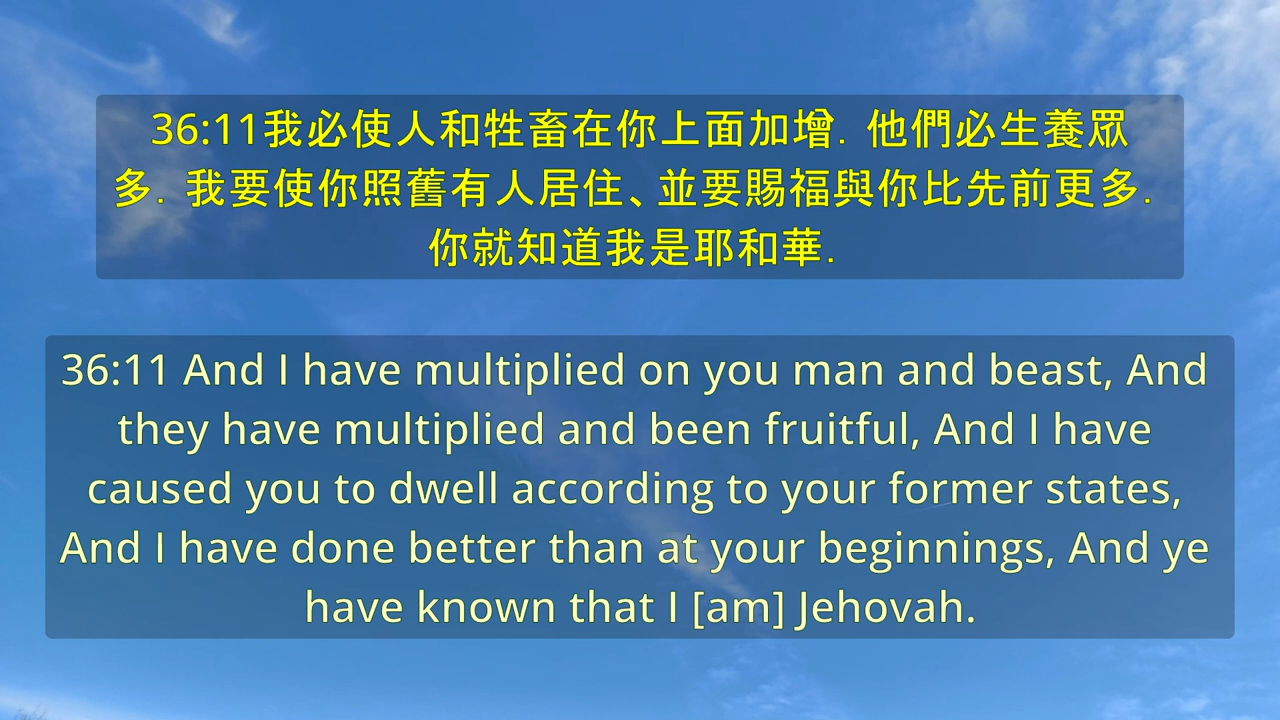 36:11我必使人和牲畜在你上面加增. 他們必生養眾
多. 我要使你照舊有人居住、並要賜福與你比先前更多.
你就知道我是耶和華.
36:11 And I have multiplied on you man and beast, And
they have multiplied and been fruitful, And I have
caused you to dwell according to your former states,
And I have done better than at your beginnings, And ye
have known that I [am] Jehovah.